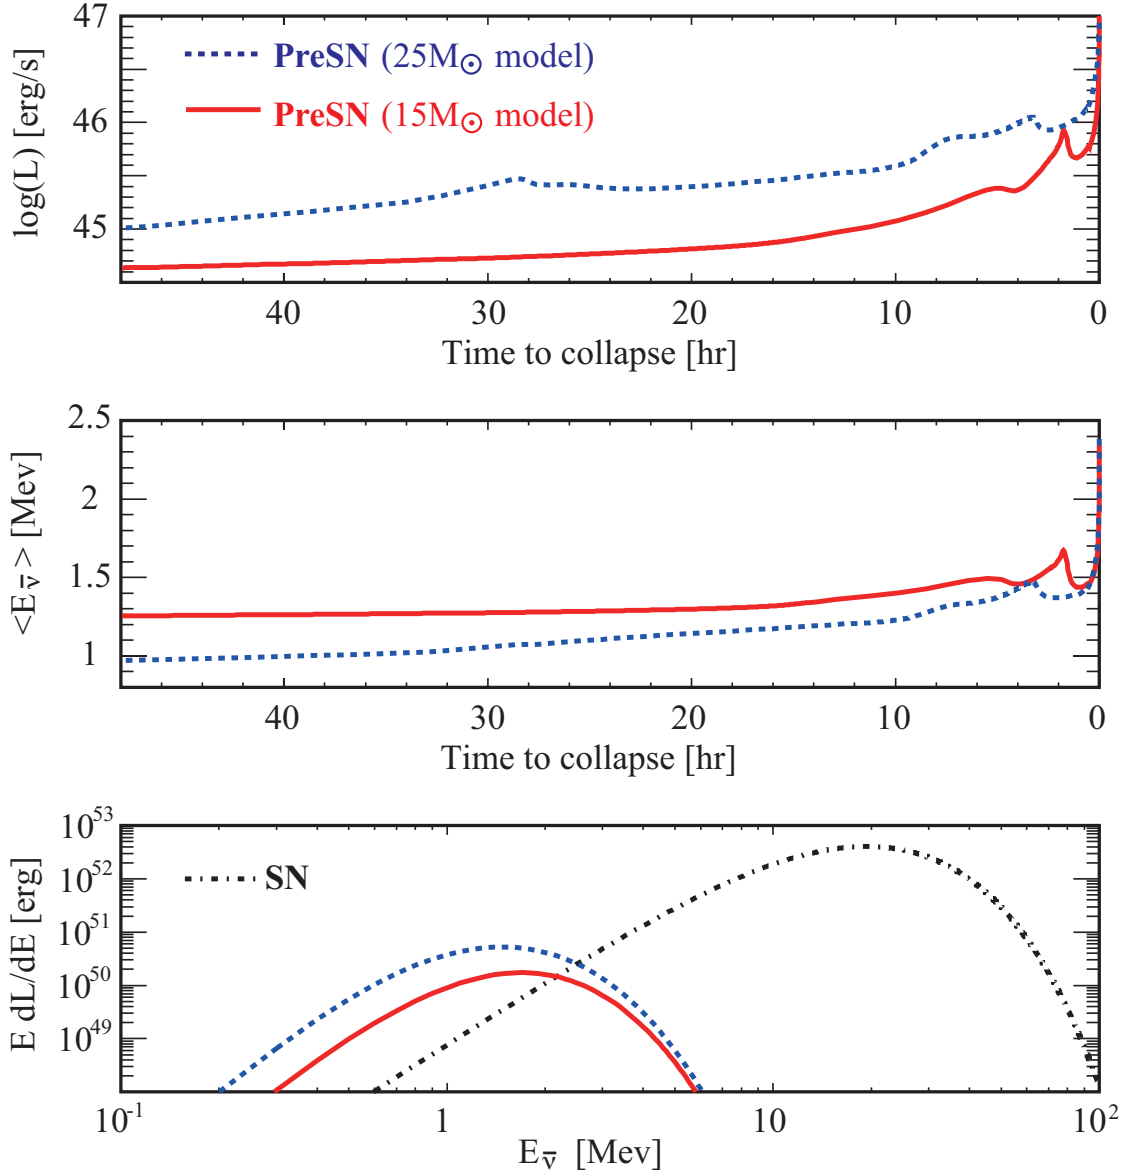 47
46
45
log(L) [erg/s]
PreSN (25M⊙ model)
PreSN (15M⊙ model)
40 30 20 10 0
Time to collapse [hr]
2.5
2
1.5
1
<E_ν̅ > [Mev]
40 30 20 10 0
Time to collapse [hr]
10^53
10^52
10^51
10^50
10^49
E dL/dE [erg]
SN
10^-1 1 10 10^2
E_ν̅ [Mev]